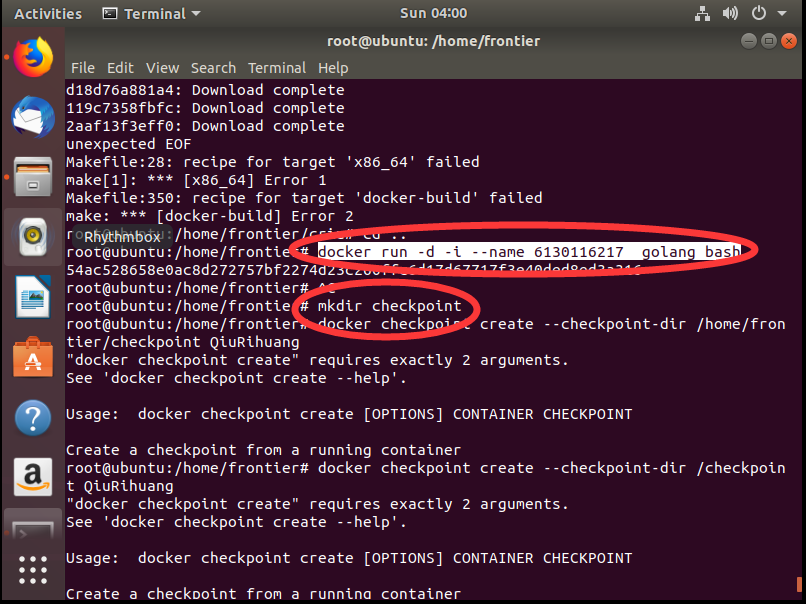 Activities Terminal Sun 04:00
root@ubuntu: /home/frontier
File Edit View Search Terminal Help
d18d76a881a4: Download complete
119c7358fbfc: Download complete
2aaf13f3eff0: Download complete
unexpected EOF
Makefile:28: recipe for target 'x86_64' failed
make[1]: *** [x86_64] Error 1
Makefile:350: recipe for target 'docker-build' failed
make: *** [docker-build] Error 2
/home/frontier/criu# cd ..
Rhythmbox
root@ubuntu:/home/frontier# docker run -d -i --name 6130116217 golang bash
root@ubuntu:/home/frontier# ^C
root@ubuntu:/home/frontier# mkdir checkpoint
root@ubuntu:/home/frontier# docker checkpoint create --checkpoint-dir /home/fron
tier/checkpoint QiuRihuang
"docker checkpoint create" requires exactly 2 arguments.
See 'docker checkpoint create --help'.
Usage: docker checkpoint create [OPTIONS] CONTAINER CHECKPOINT
Create a checkpoint from a running container
root@ubuntu:/home/frontier# docker checkpoint create --checkpoint-dir /checkpoin
t QiuRihuang
"docker checkpoint create" requires exactly 2 arguments.
See 'docker checkpoint create --help'.
Usage: docker checkpoint create [OPTIONS] CONTAINER CHECKPOINT
Create a checkpoint from a running container